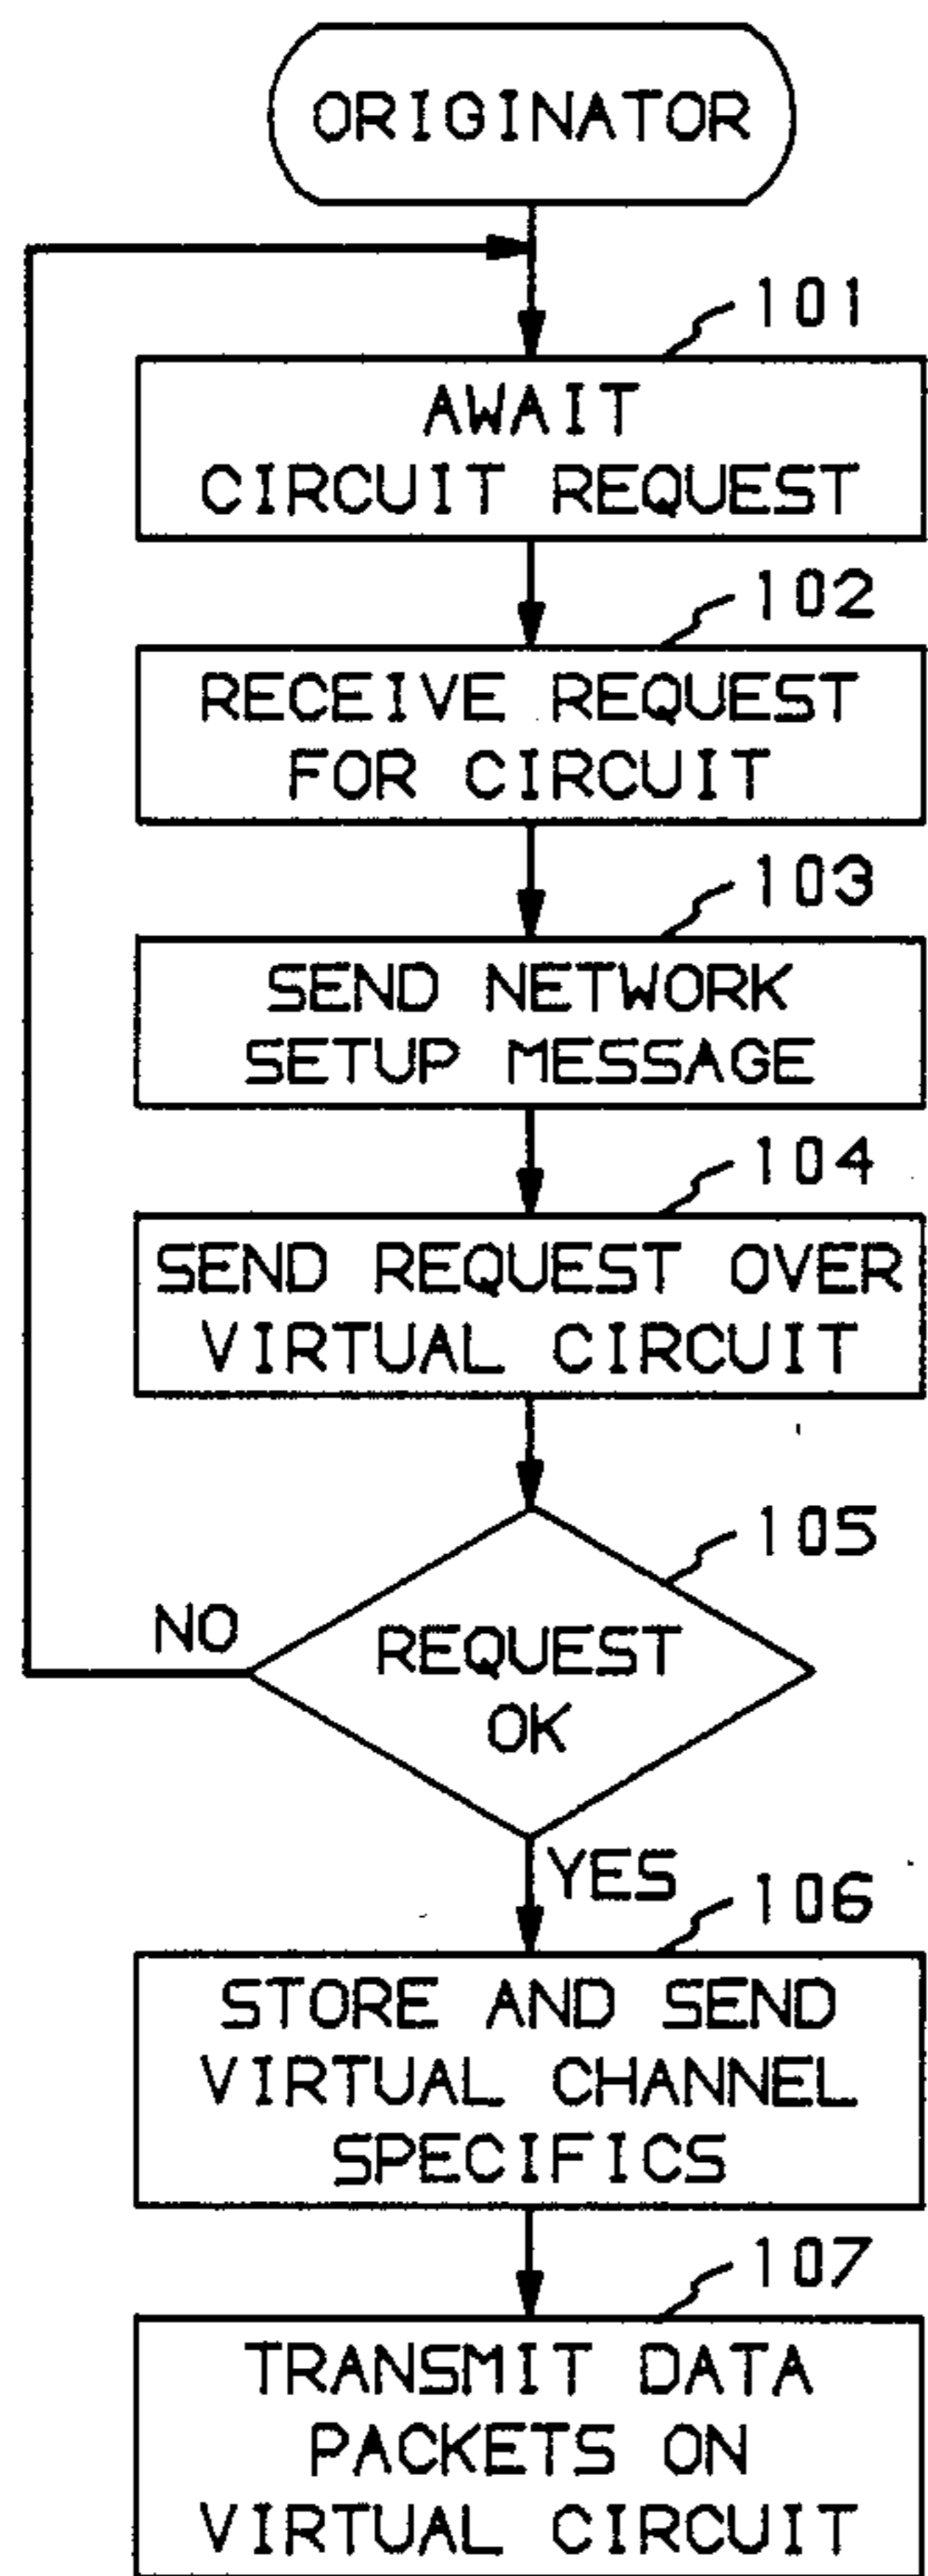 ORIGINATOR
101
AWAIT
CIRCUIT REQUEST
102
RECEIVE REQUEST
FOR CIRCUIT
103
SEND NETWORK
SETUP MESSAGE
104
SEND REQUEST OVER
VIRTUAL CIRCUIT
105
NO
REQUEST
OK
YES
106
STORE AND SEND
VIRTUAL CHANNEL
SPECIFICS
107
TRANSMIT DATA
PACKETS ON
VIRTUAL CIRCUIT